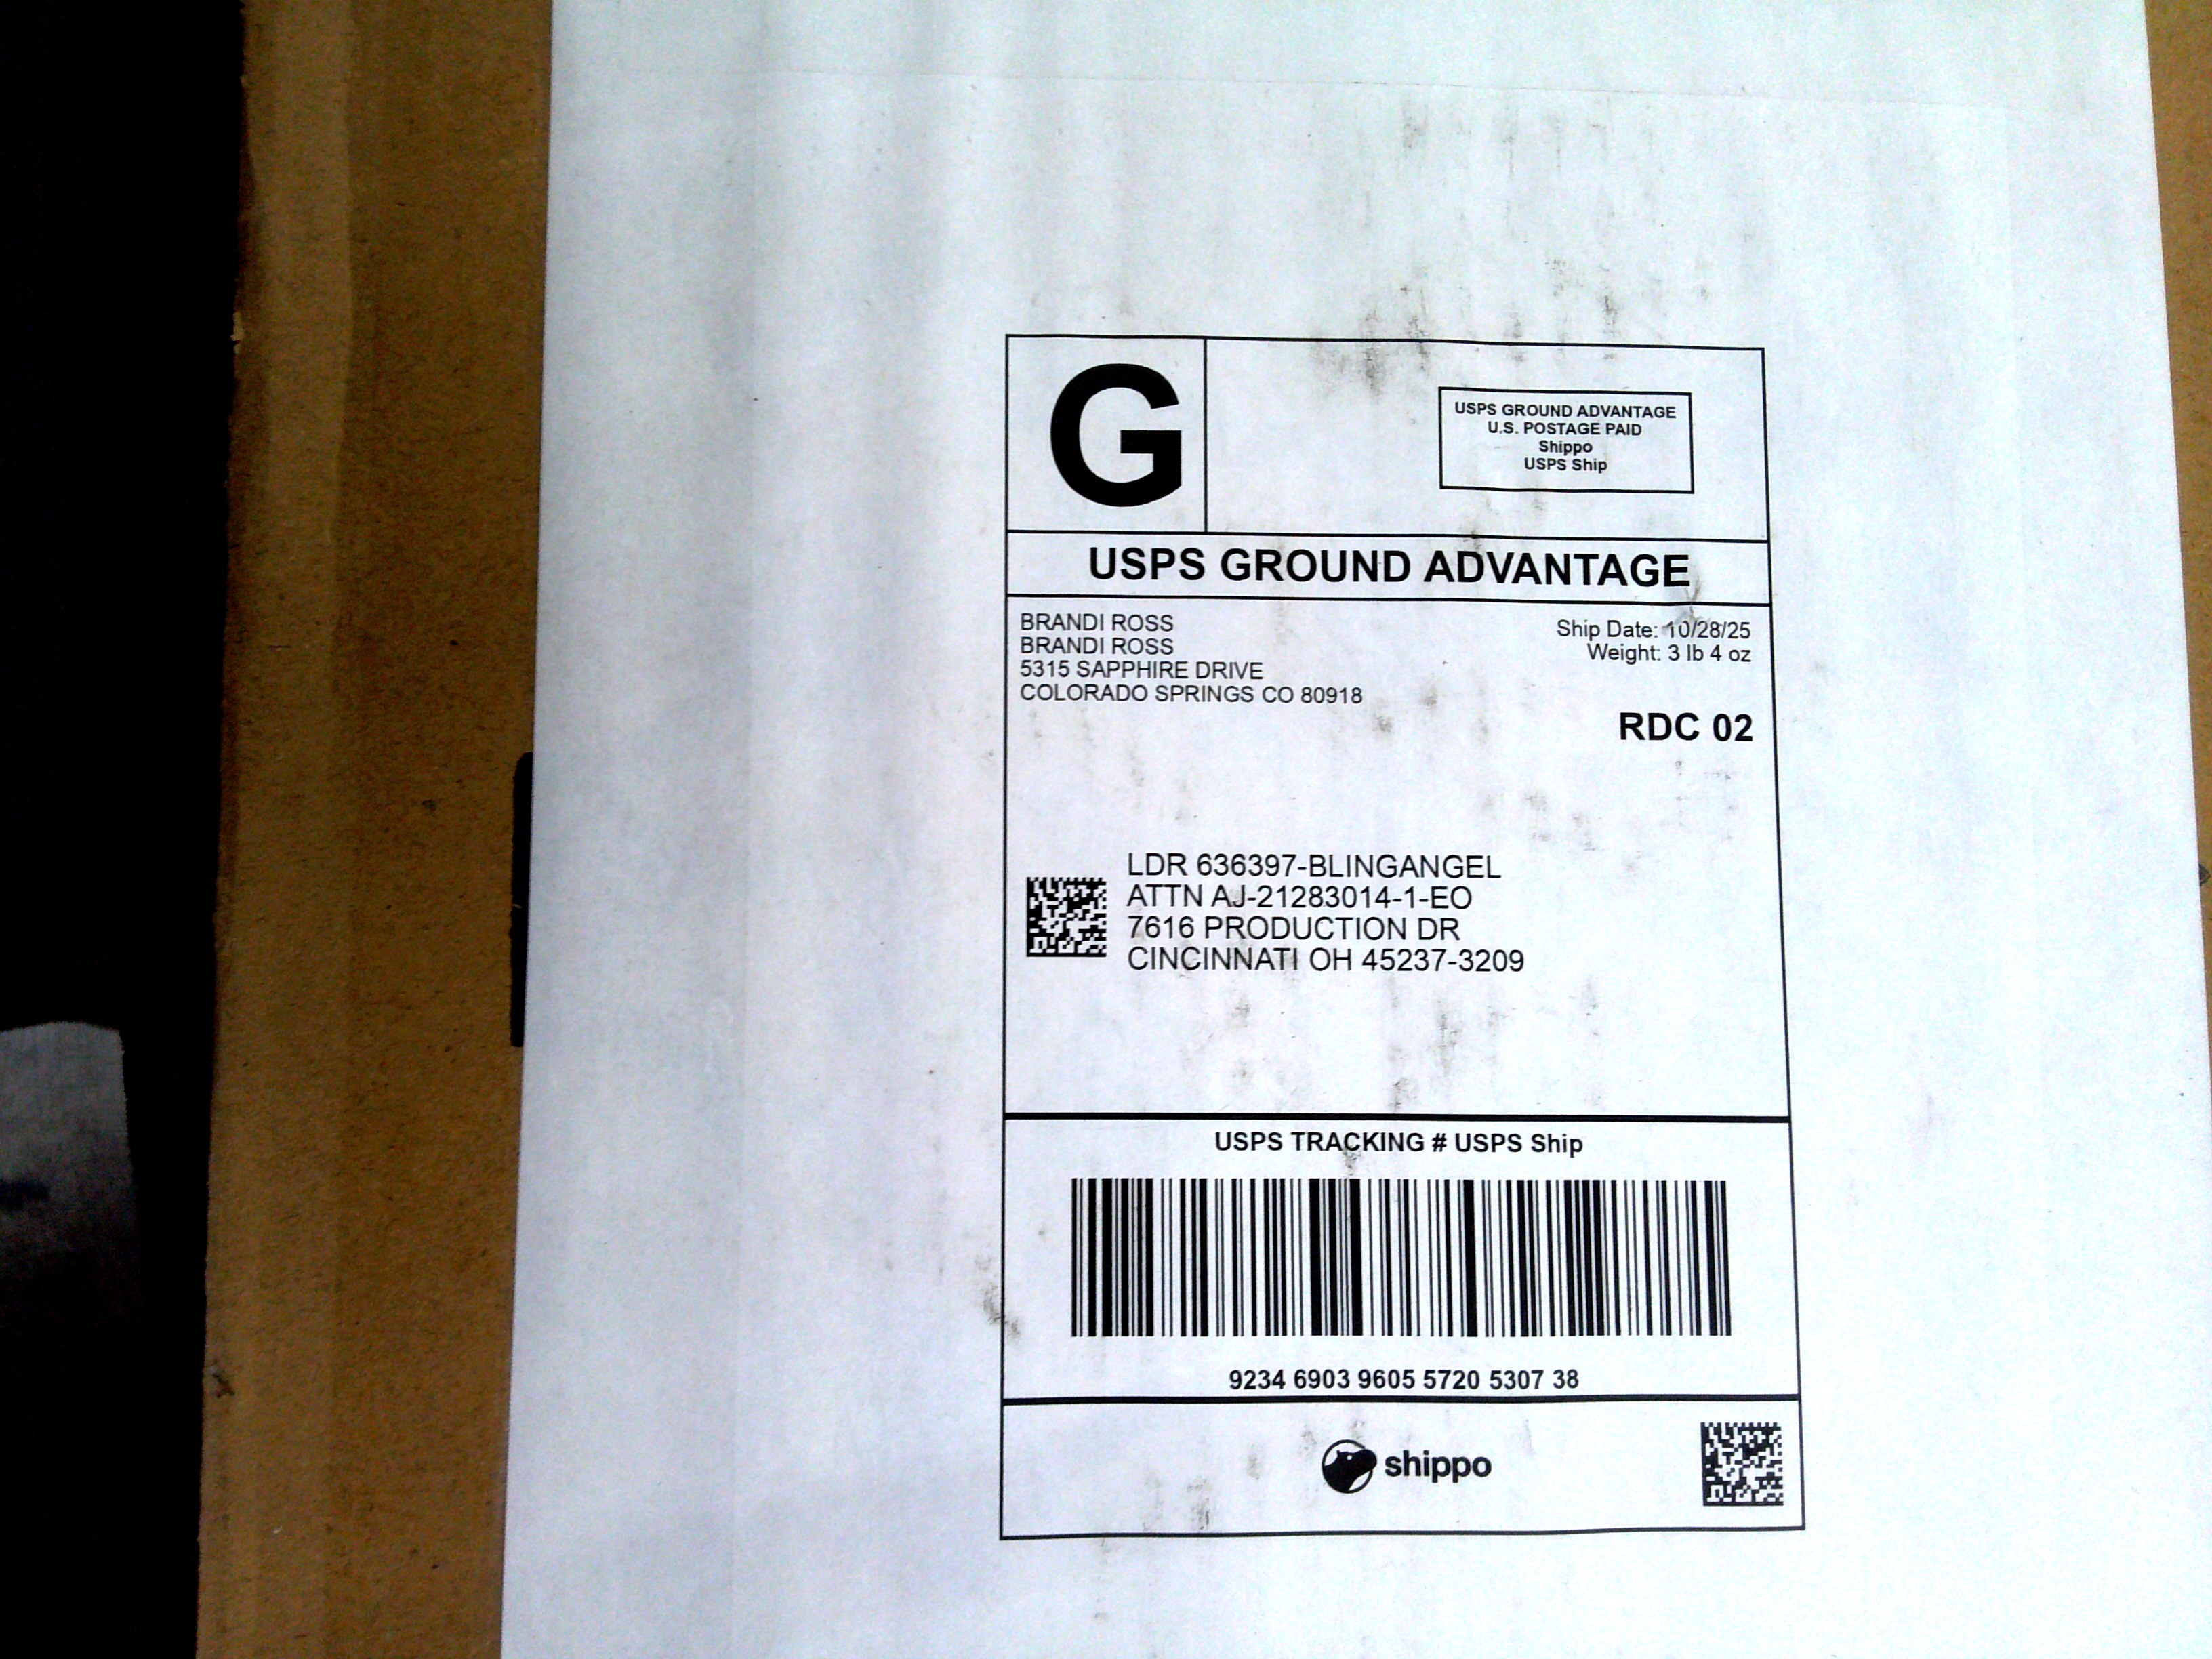 G
USPS GROUND ADVANTAGE
U.S. POSTAGE PAID
Shippo
USPS Ship
USPS GROUND ADVANTAGE
BRANDI ROSS
BRANDI ROSS
5315 SAPPHIRE DRIVE
COLORADO SPRINGS CO 80918
Ship Date: 10/28/25
Weight: 3 lb 4 oz
RDC 02
LDR 636397-BLINGANGEL
ATTN AJ-21283014-1-EO
7616 PRODUCTION DR
CINCINNATI OH 45237-3209
USPS TRACKING # USPS Ship
9234 6903 9605 5720 5307 38
shippo